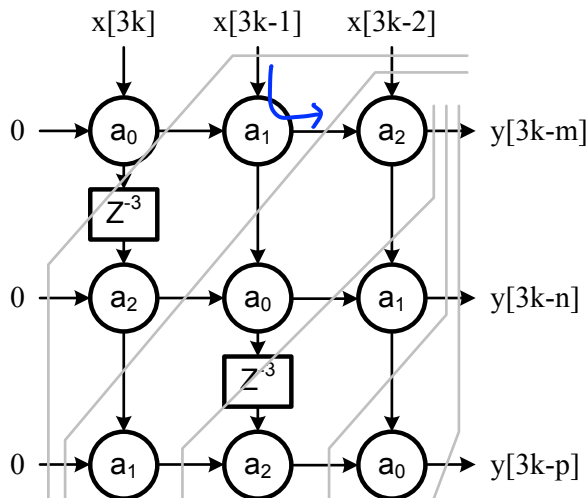 x[3k] x[3k-1] x[3k-2]
0 a₀ a₁ a₂ y[3k-m]
Z⁻³
0 a₂ a₀ a₁ y[3k-n]
Z⁻³
0 a₁ a₂ a₀ y[3k-p]